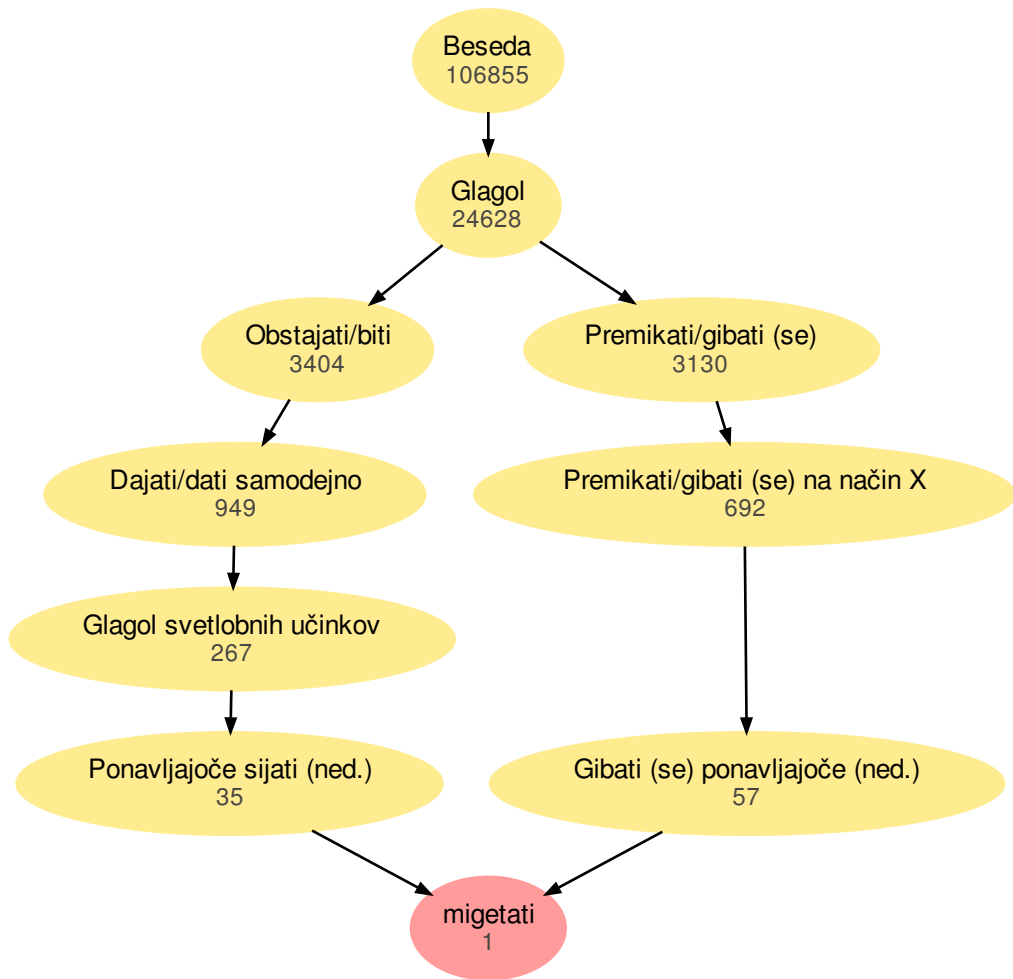 Beseda
106855
Glagol
24628
Obstajati/biti
3404
Premikati/gibati (se)
3130
Dajati/dati samodejno
949
Premikati/gibati (se) na način X
692
Glagol svetlobnih učinkov
267
Ponavljajoče sijati (ned.)
35
Gibati (se) ponavljajoče (ned.)
57
migetati
1